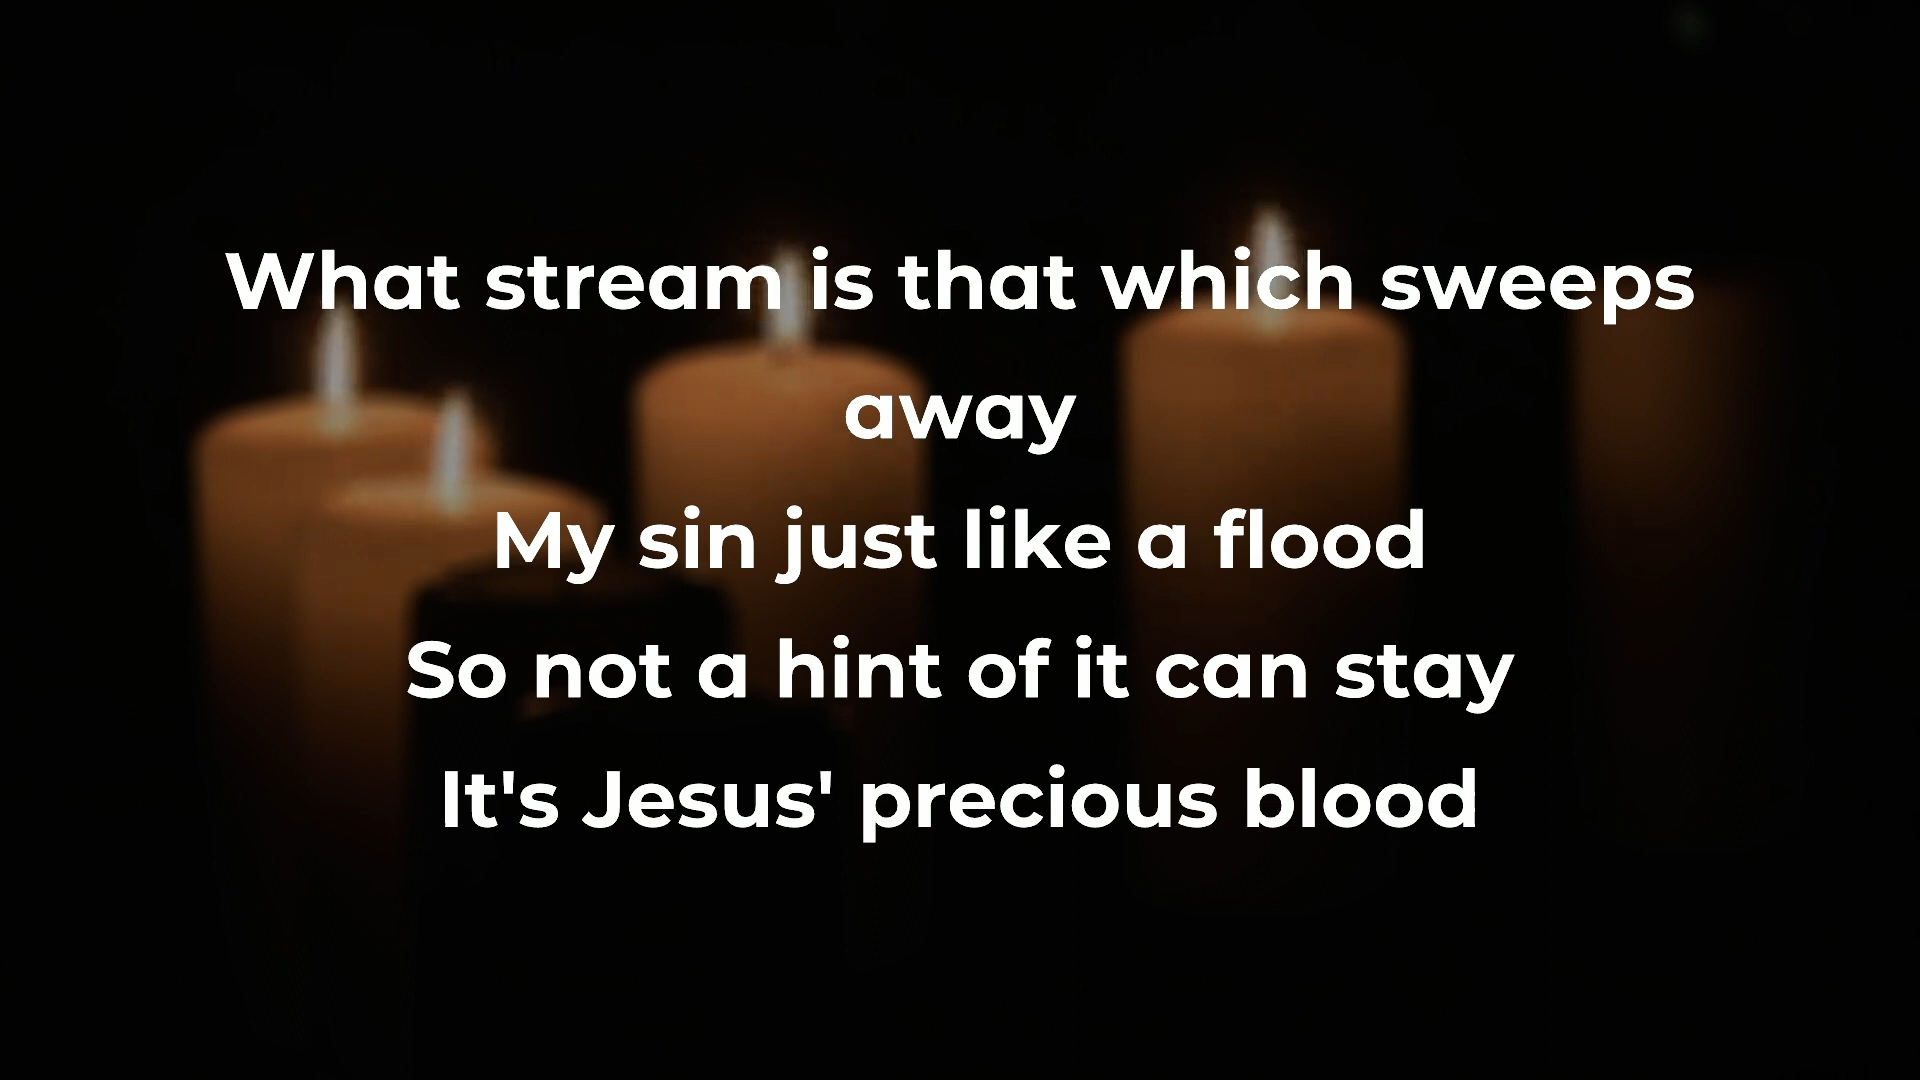 What stream is that which sweeps
away
My sin just like a flood
So not a hint of it can stay
It's Jesus' precious blood